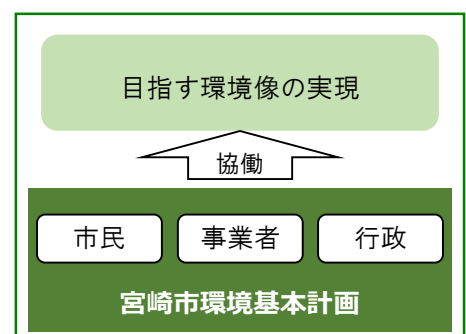 目指す環境像の実現
協働
市民
事業者
行政
宮崎市環境基本計画